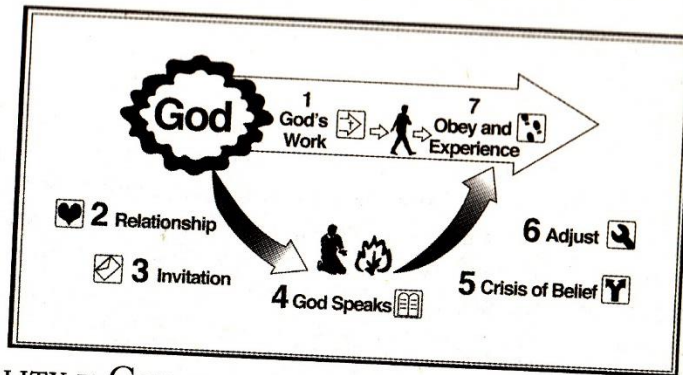 God
1
God's
Work
7
Obey and
Experience
2 Relationship
3 Invitation
4 God Speaks
5 Crisis of Belief
6 Adjust